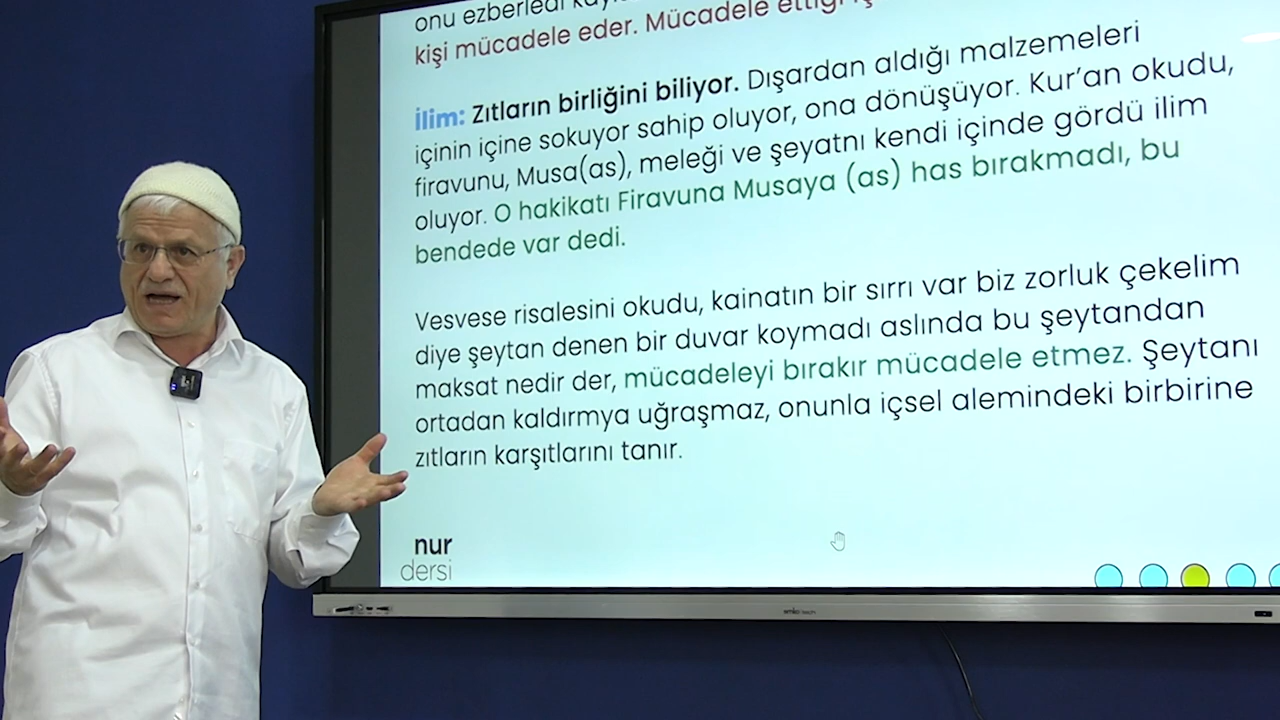 onu ezberledi
kişi mücadele eder. Mücadele ettiği
İlim: Zıtların birliğini biliyor. Dışardan aldığı malzemeleri
içinin içine sokuyor sahip oluyor, ona dönüşüyor. Kur'an okudu,
firavunu, Musa(as), meleği ve şeyatnı kendi içinde gördü ilim
oluyor. O hakikatı Firavuna Musaya (as) has bırakmadı, bu
bendede var dedi.
Vesvese risalesini okudu, kainatın bir sırrı var biz zorluk çekelim
diye şeytan denen bir duvar koymadı aslında bu şeytandan
maksat nedir der, mücadeleyi bırakır mücadele etmez. Şeytanı
ortadan kaldırmya uğraşmaz, onunla içsel alemindeki birbirine
zıtların karşıtlarını tanır.
nur
dersi